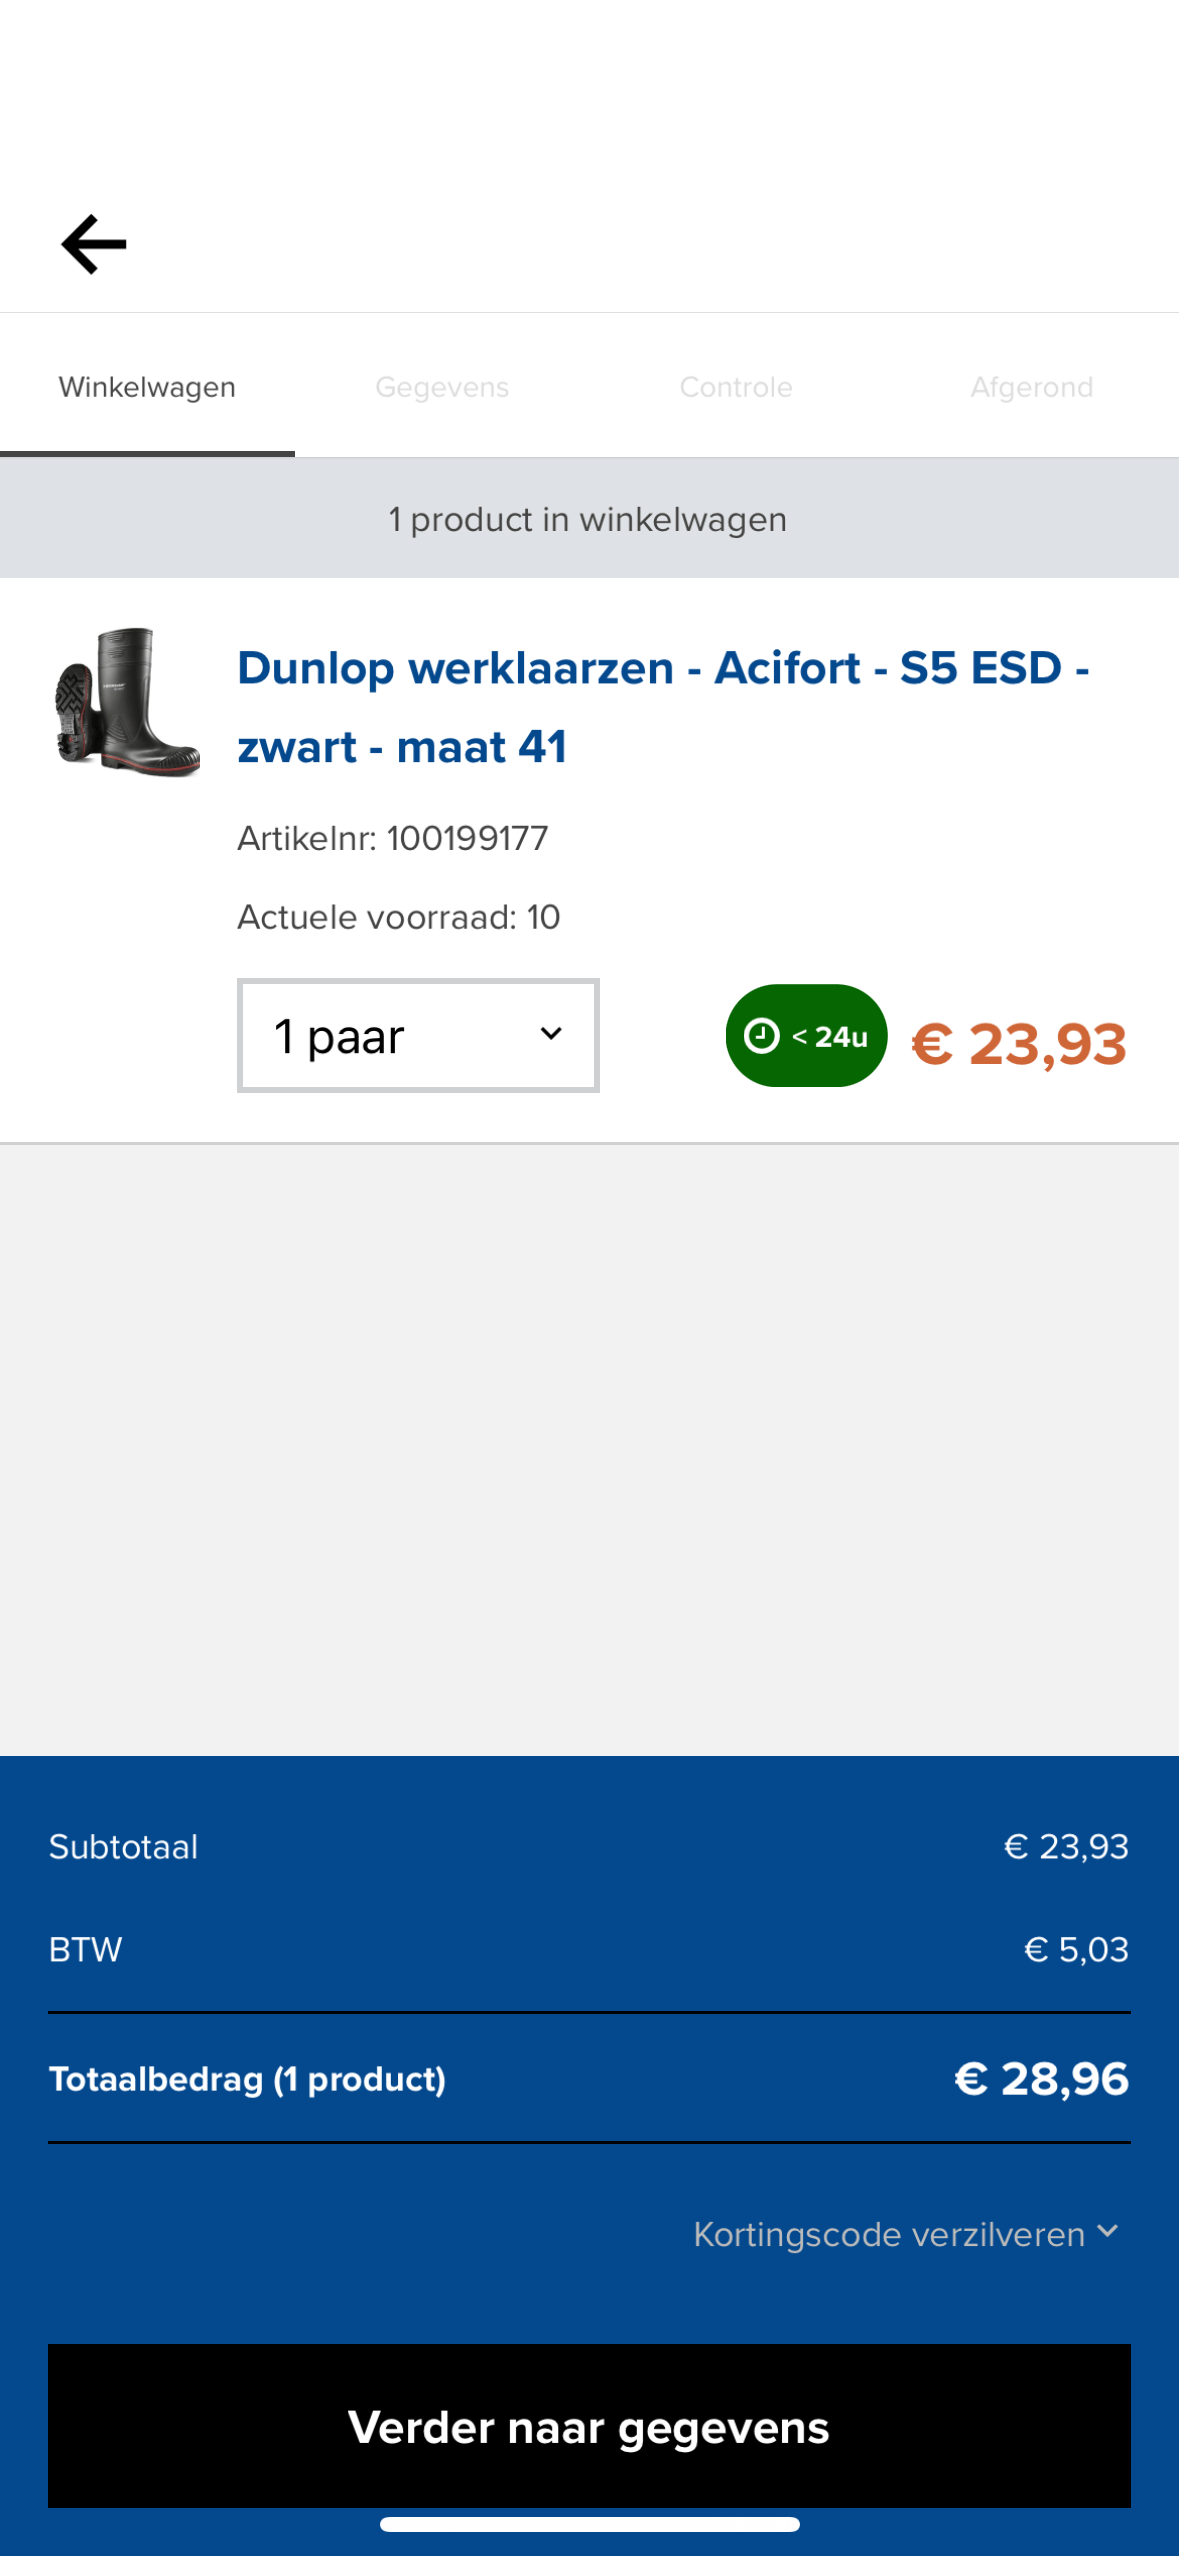 Winkelwagen Gegevens Controle Afgerond
1 product in winkelwagen
Dunlop werklaarzen - Acifort - S5 ESD -
zwart - maat 41
Artikelnr: 100199177
Actuele voorraad: 10
1 paar < 24u € 23,93
Subtotaal € 23,93
BTW € 5,03
Totaalbedrag (1 product) € 28,96
Kortingscode verzilveren
Verder naar gegevens